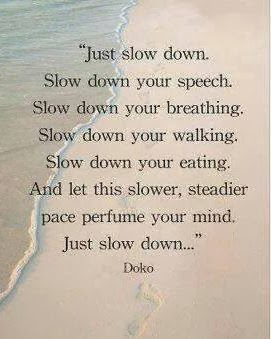 “Just slow down.
Slow down your speech.
Slow down your breathing.
Slow down your walking.
Slow down your eating.
And let this slower, steadier
pace perfume your mind.
Just slow down...”
Doko